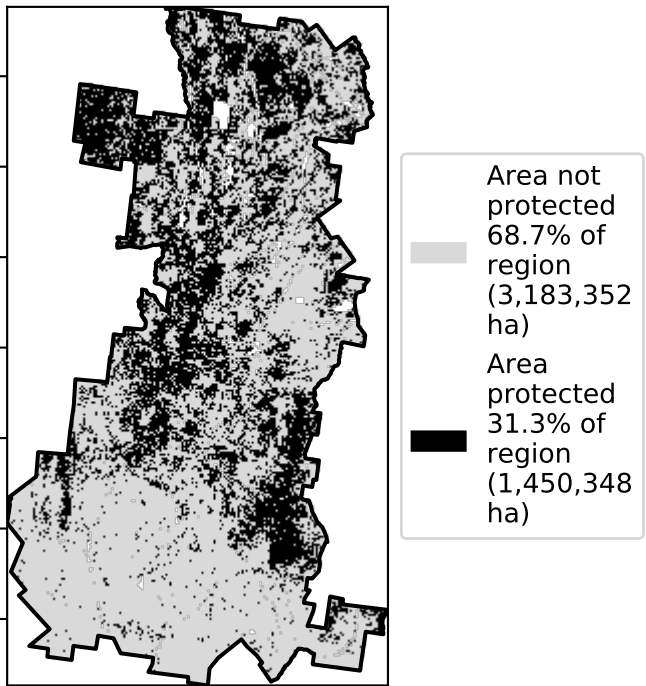 Area not
protected
68.7% of
region
(3,183,352
ha)
Area
protected
31.3% of
region
(1,450,348
ha)